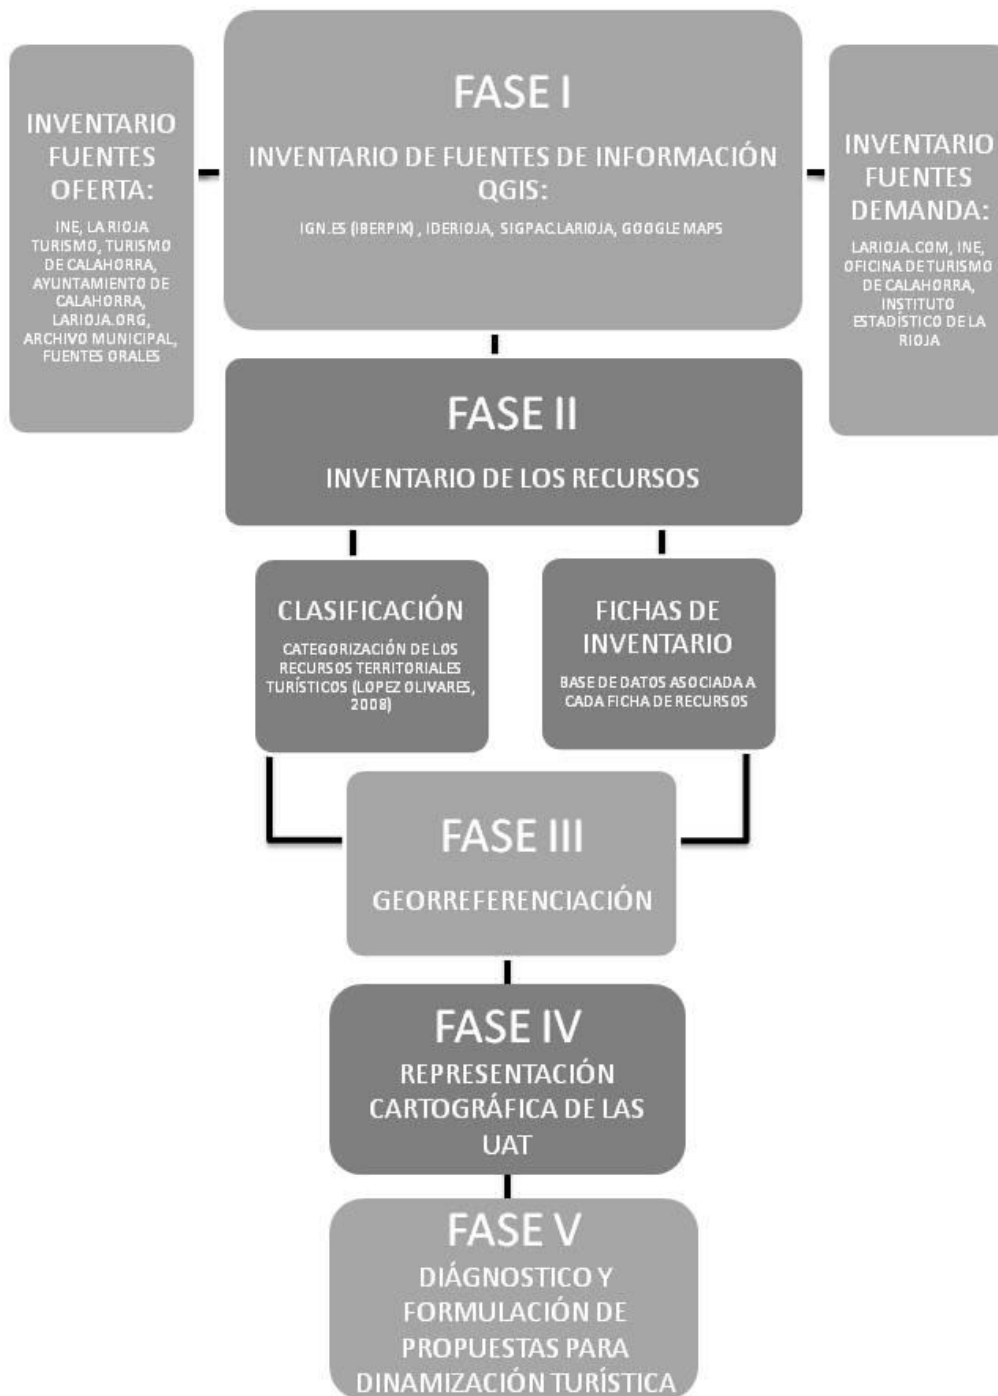 INVENTARIO
FUENTES
OFERTA:
INE, LA RIOJA
TURISMO, TURISMO
DE CALAHORRA,
AYUNTAMIENTO DE
CALAHORRA,
LARIOJA.ORG,
ARCHIVO MUNICIPAL,
FUENTES ORALES
FASE I
INVENTARIO DE FUENTES DE INFORMACIÓN
QGIS:
IGN.ES (IBERPIX) , IDERIOJA, SIGPAC.LARIOJA, GOOGLE MAPS
INVENTARIO
FUENTES
DEMANDA:
LARIOJA.COM, INE,
OFICINA DE TURISMO
DE CALAHORRA,
INSTITUTO
ESTADÍSTICO DE LA
RIOJA
FASE II
INVENTARIO DE LOS RECURSOS
CLASIFICACIÓN
CATEGORIZACIÓN DE LOS
RECURSOS TERRITORIALES
TURÍSTICOS (LOPEZ OLIVARES,
2008)
FICHAS DE
INVENTARIO
BASE DE DATOS ASOCIADA A
CADA FICHA DE RECURSOS
FASE III
GEORREFERENCIACIÓN
FASE IV
REPRESENTACIÓN
CARTOGRÁFICA DE LAS
UAT
FASE V
DIÁGNOSTICO Y
FORMULACIÓN DE
PROPUESTAS PARA
DINAMIZACIÓN TURÍSTICA